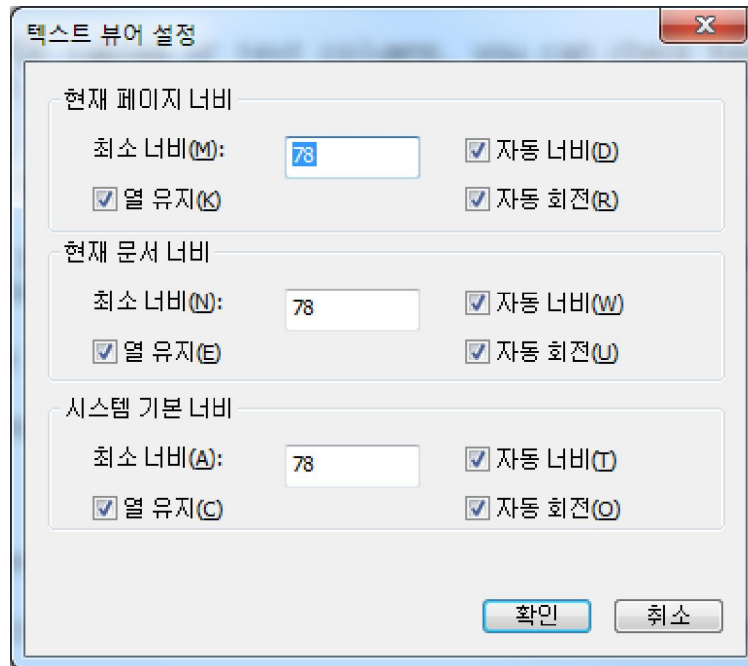 텍스트 뷰어 설정
현재 페이지 너비
최소 너비(M): 78 자동 너비(D)
열 유지(K) 자동 회전(R)
현재 문서 너비
최소 너비(N): 78 자동 너비(W)
열 유지(E) 자동 회전(U)
시스템 기본 너비
최소 너비(A): 78 자동 너비(T)
열 유지(C) 자동 회전(O)
확인 취소